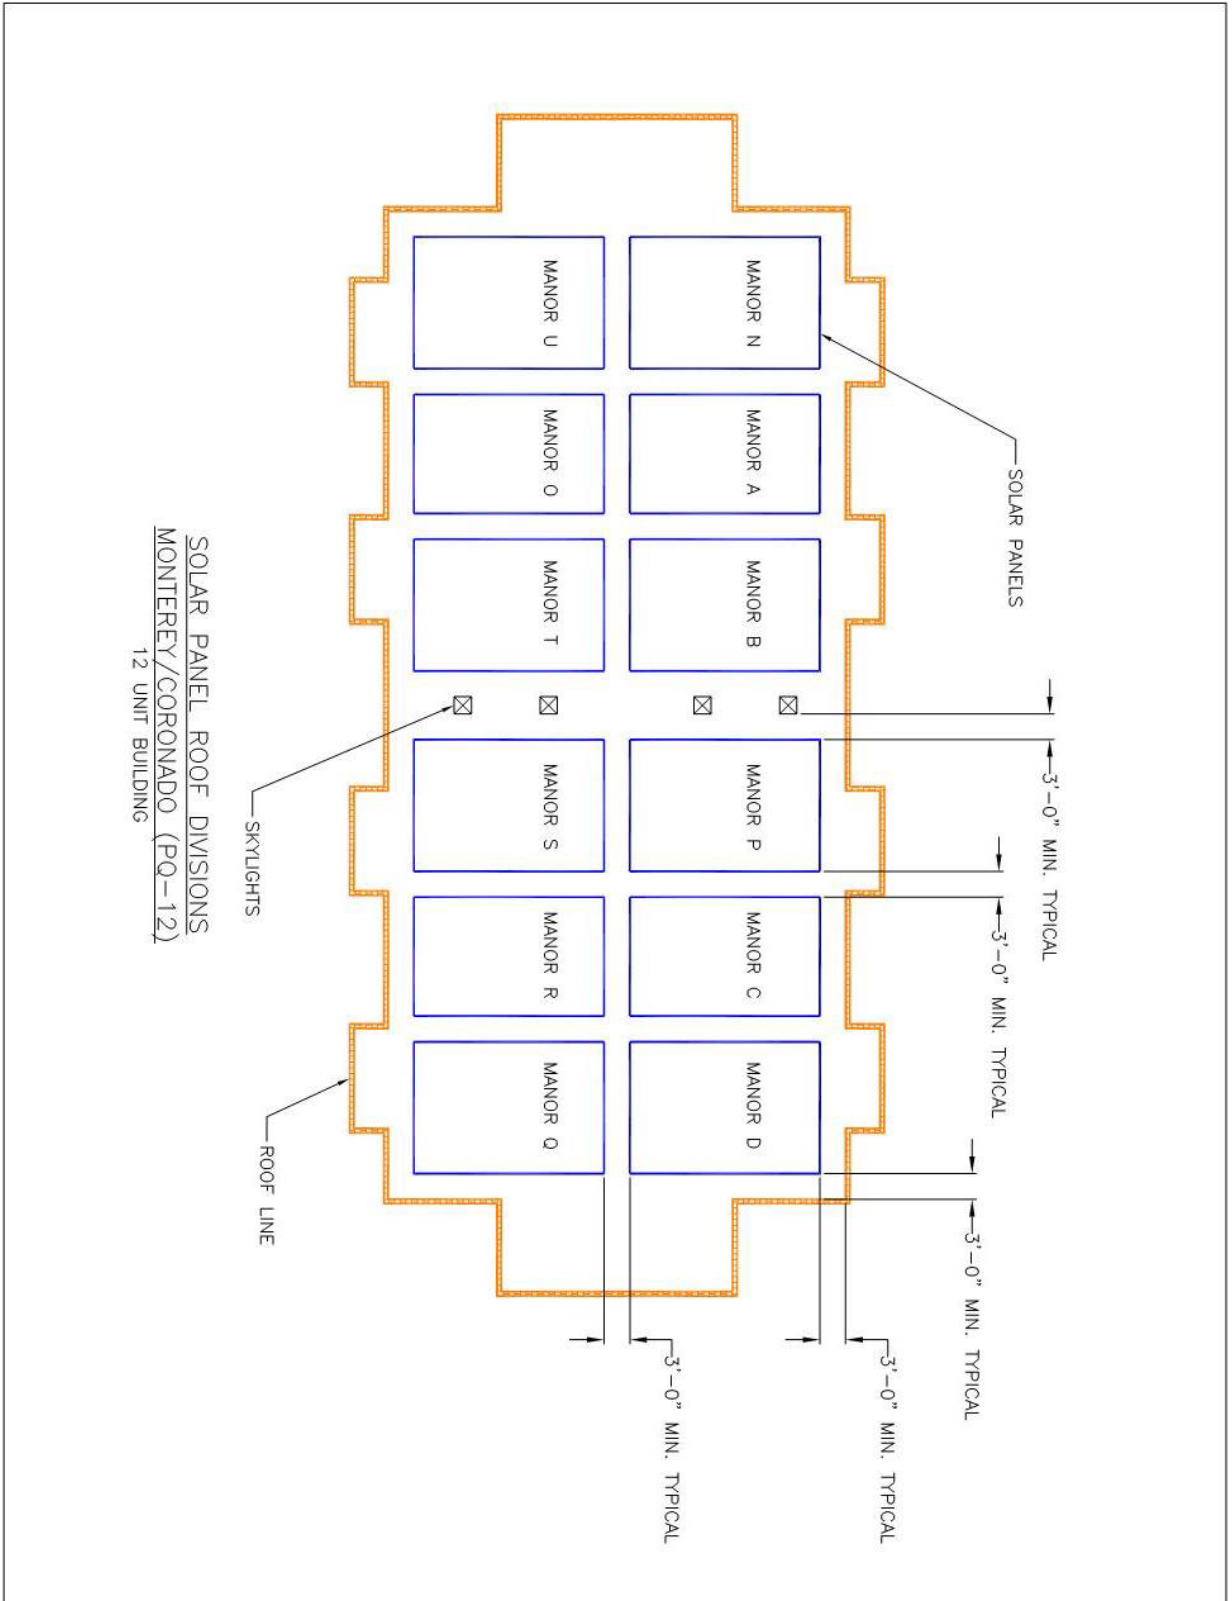 3'-0" MIN. TYPICAL
3'-0" MIN. TYPICAL
3'-0" MIN. TYPICAL
3'-0" MIN. TYPICAL
3'-0" MIN. TYPICAL
SOLAR PANELS
MANOR N
MANOR A
MANOR B
MANOR P
MANOR C
MANOR D
MANOR U
MANOR O
MANOR T
MANOR S
MANOR R
MANOR Q
SKYLIGHTS
ROOF LINE
SOLAR PANEL ROOF DIVISIONS
MONTEREY/CORONADO (PQ-12)
12 UNIT BUILDING